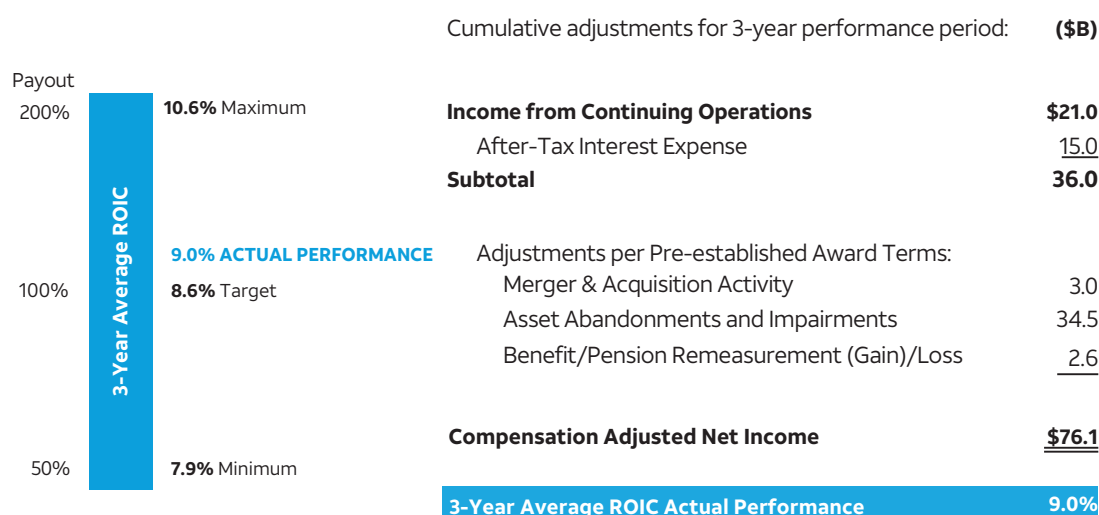 Cumulative adjustments for 3-year performance period: ($B)
Payout
200%
10.6% Maximum
3-Year Average ROIC
9.0% ACTUAL PERFORMANCE
100%
8.6% Target
50%
7.9% Minimum
Income from Continuing Operations $21.0
After-Tax Interest Expense 15.0
Subtotal 36.0
Adjustments per Pre-established Award Terms:
Merger & Acquisition Activity 3.0
Asset Abandonments and Impairments 34.5
Benefit/Pension Remeasurement (Gain)/Loss 2.6
Compensation Adjusted Net Income $76.1
3-Year Average ROIC Actual Performance 9.0%